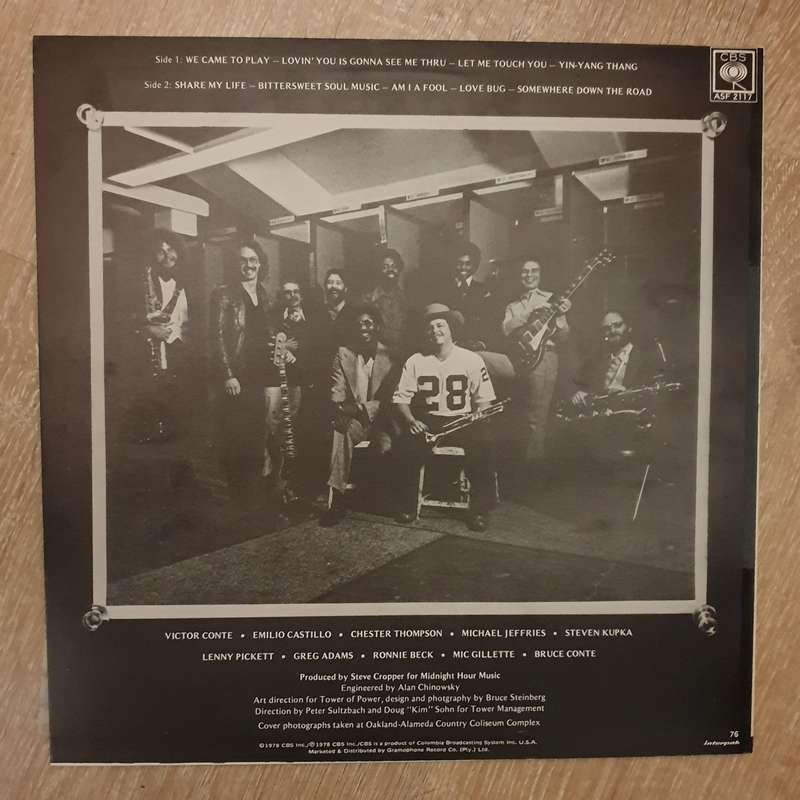 Side 1: WE CAME TO PLAY – LOVIN' YOU IS GONNA SEE ME THRU – LET ME TOUCH YOU – YIN-YANG THANG
Side 2: SHARE MY LIFE – BITTERSWEET SOUL MUSIC – AM I A FOOL – LOVE BUG – SOMEWHERE DOWN THE ROAD
CBS
ASF 2117
28
2
VICTOR CONTE • EMILIO CASTILLO • CHESTER THOMPSON • MICHAEL JEFFRIES • STEVEN KUPKA
LENNY PICKETT • GREG ADAMS • RONNIE BECK • MIC GILLETTE • BRUCE CONTE
Produced by Steve Cropper for Midnight Hour Music
Engineered by Alan Chinowsky
Art direction for Tower of Power, design and photgraphy by Bruce Steinberg
Direction by Peter Sultzbach and Doug "Kim" Sohn for Tower Management
Cover photographs taken at Oakland-Alameda Country Coliseum Complex
©1978 CBS Inc./℗1978 CBS Inc./CBS is a product of Columbia Broadcasting System Inc. U.S.A.
Marketed & Distributed by Gramophone Record Co. (Pty.) Ltd.
76
Interpak